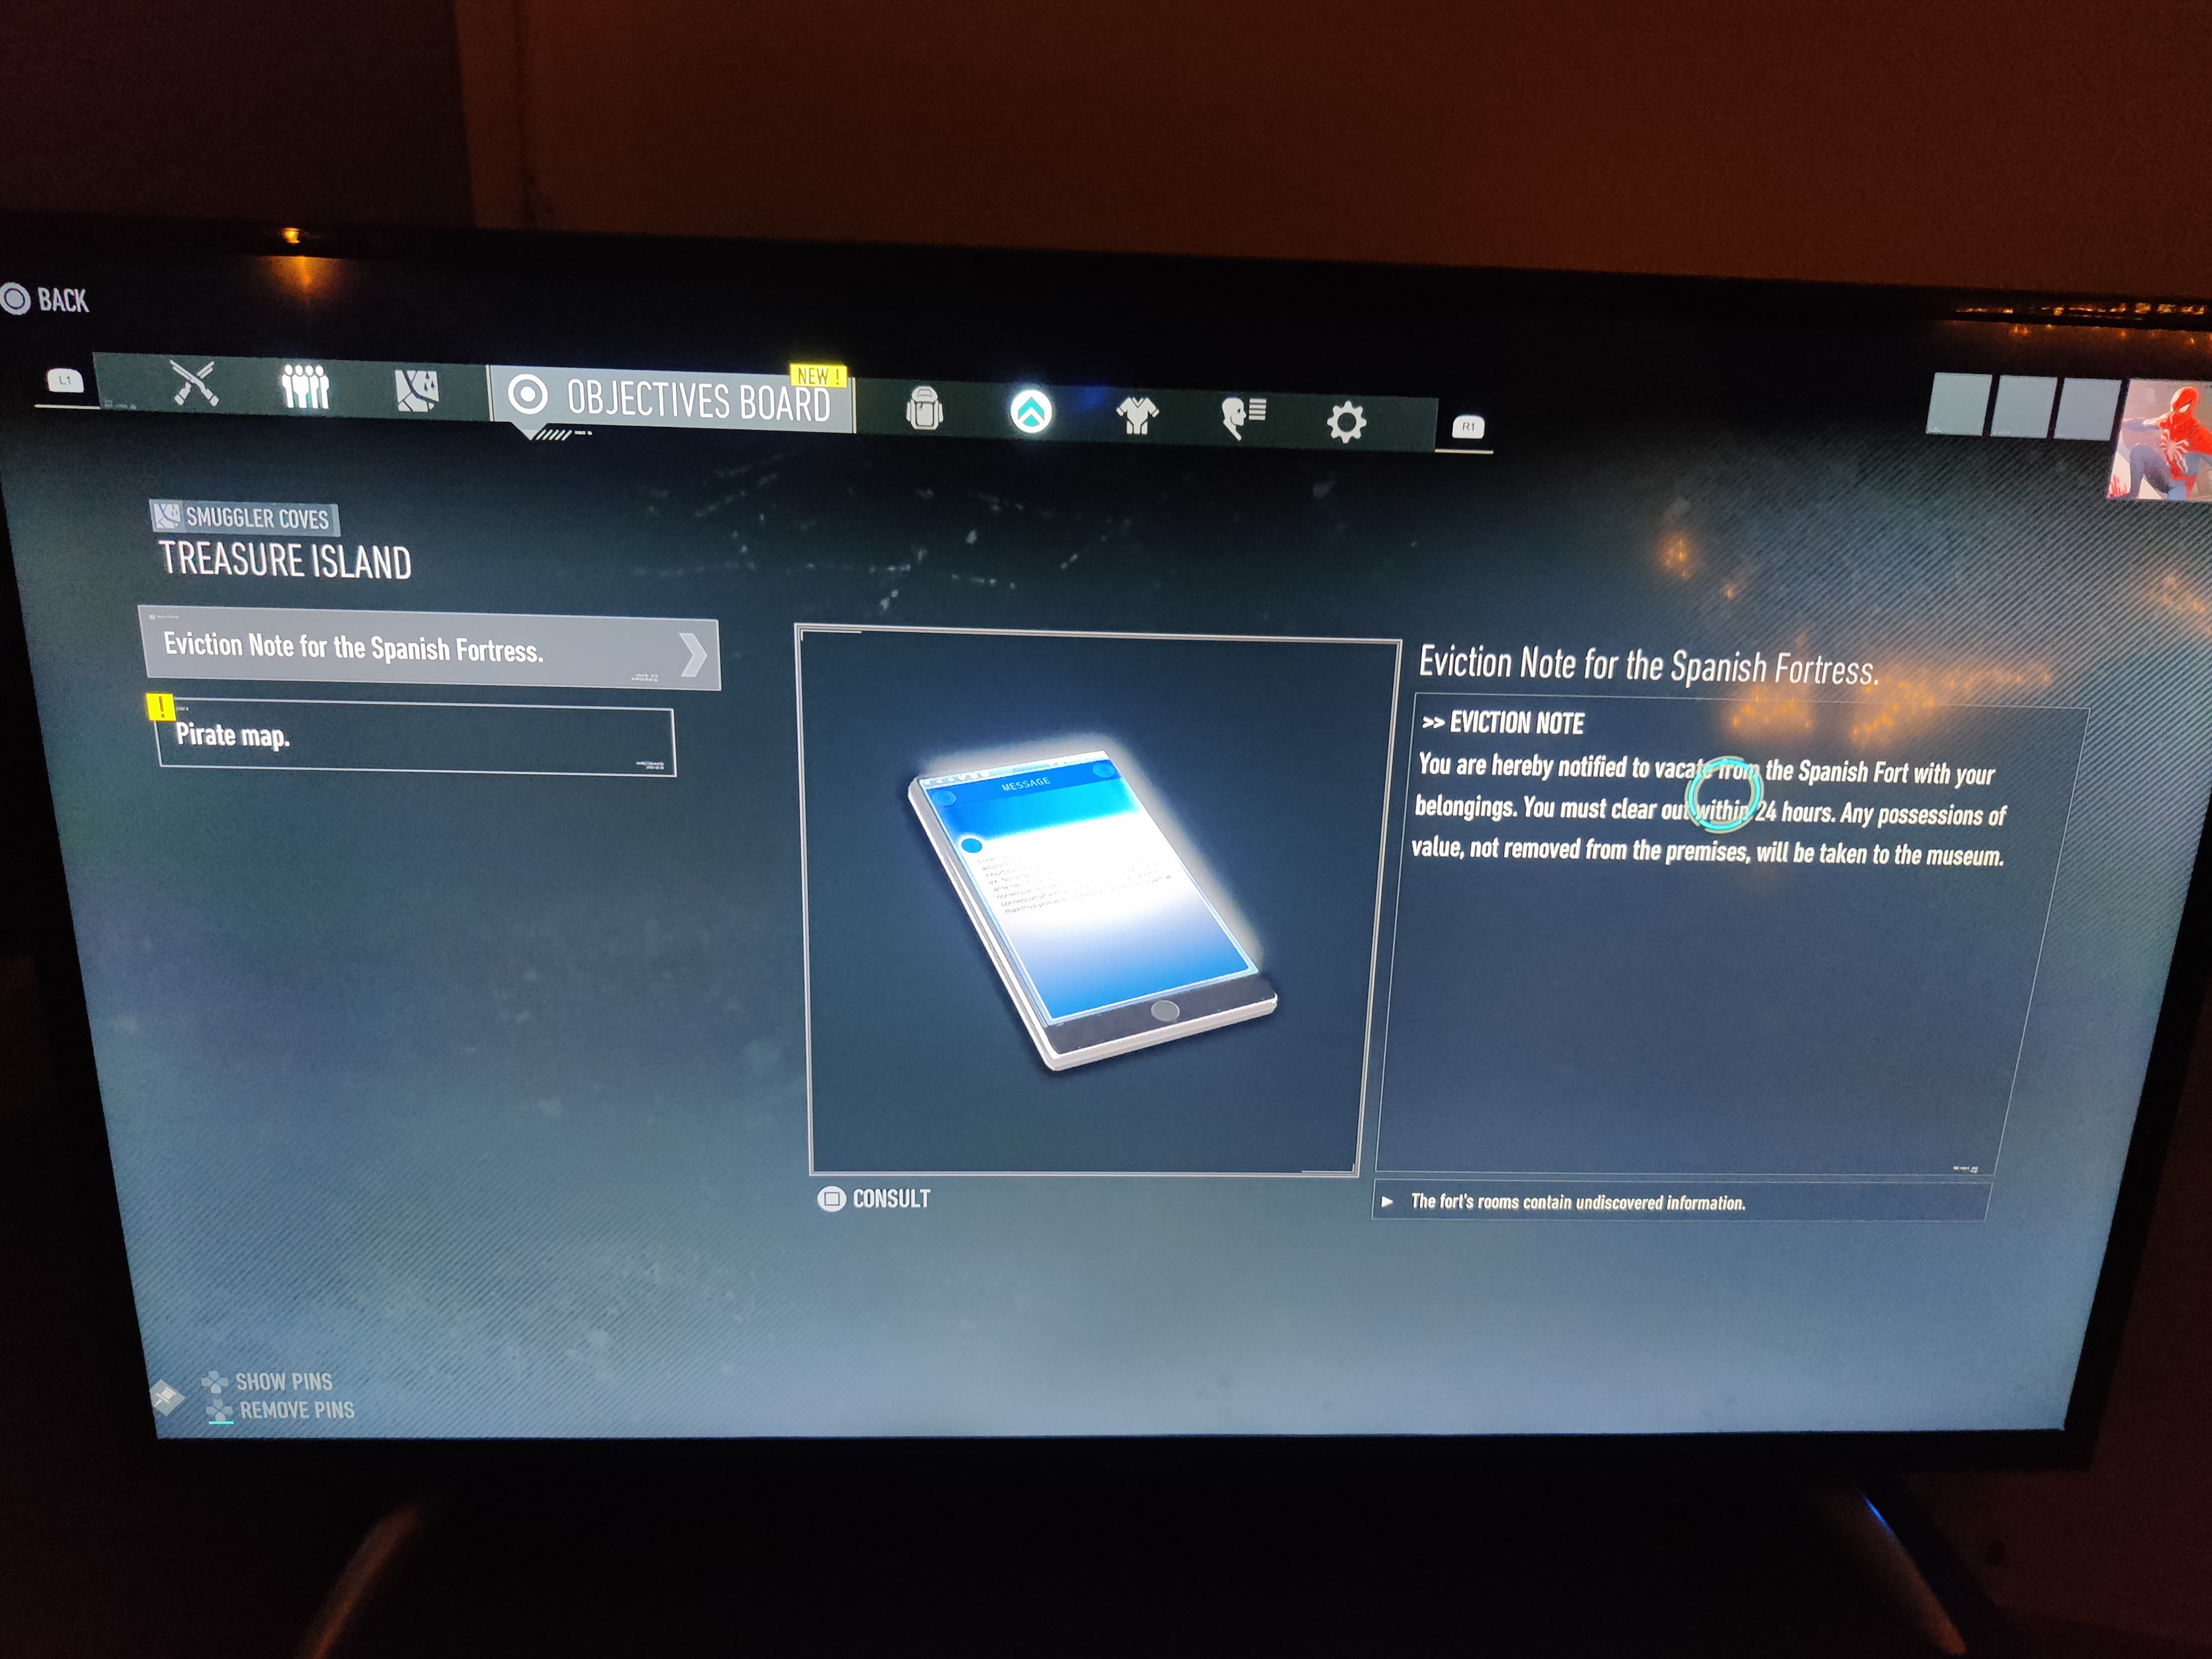 BACK
L1
OBJECTIVES BOARD
NEW !
R1
SMUGGLER COVES
TREASURE ISLAND
Eviction Note for the Spanish Fortress.
!
Pirate map.
MESSAGE
CONSULT
Eviction Note for the Spanish Fortress.
>> EVICTION NOTE
You are hereby notified to vacate from the Spanish Fort with your
belongings. You must clear out within 24 hours. Any possessions of
value, not removed from the premises, will be taken to the museum.
The fort's rooms contain undiscovered information.
SHOW PINS
REMOVE PINS